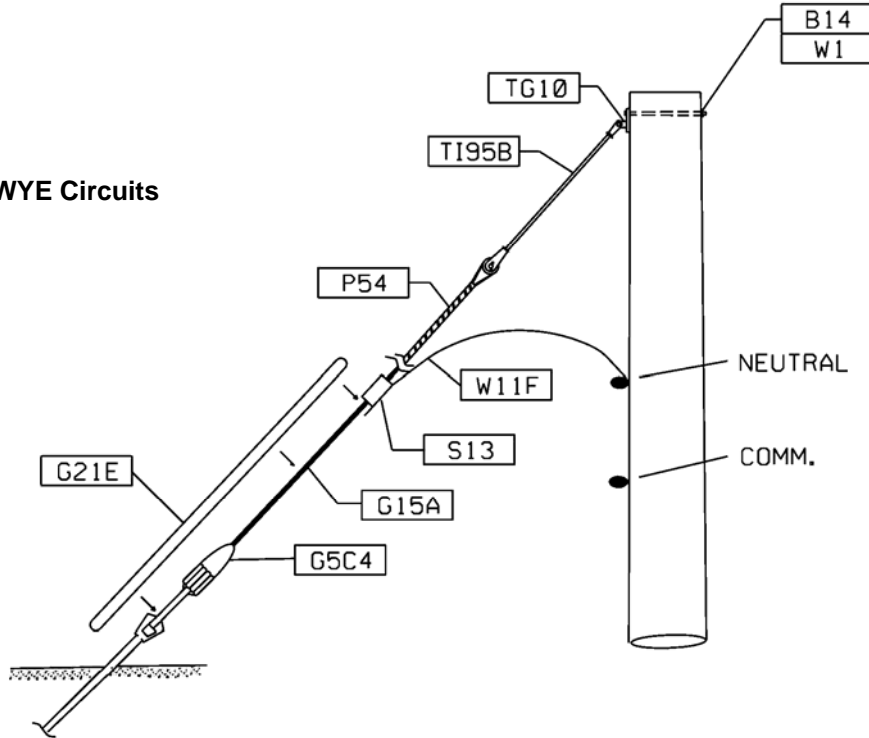 B14
W1
TG10
TI95B
WYE Circuits
P54
NEUTRAL
W11F
S13
COMM.
G21E
G15A
G5C4